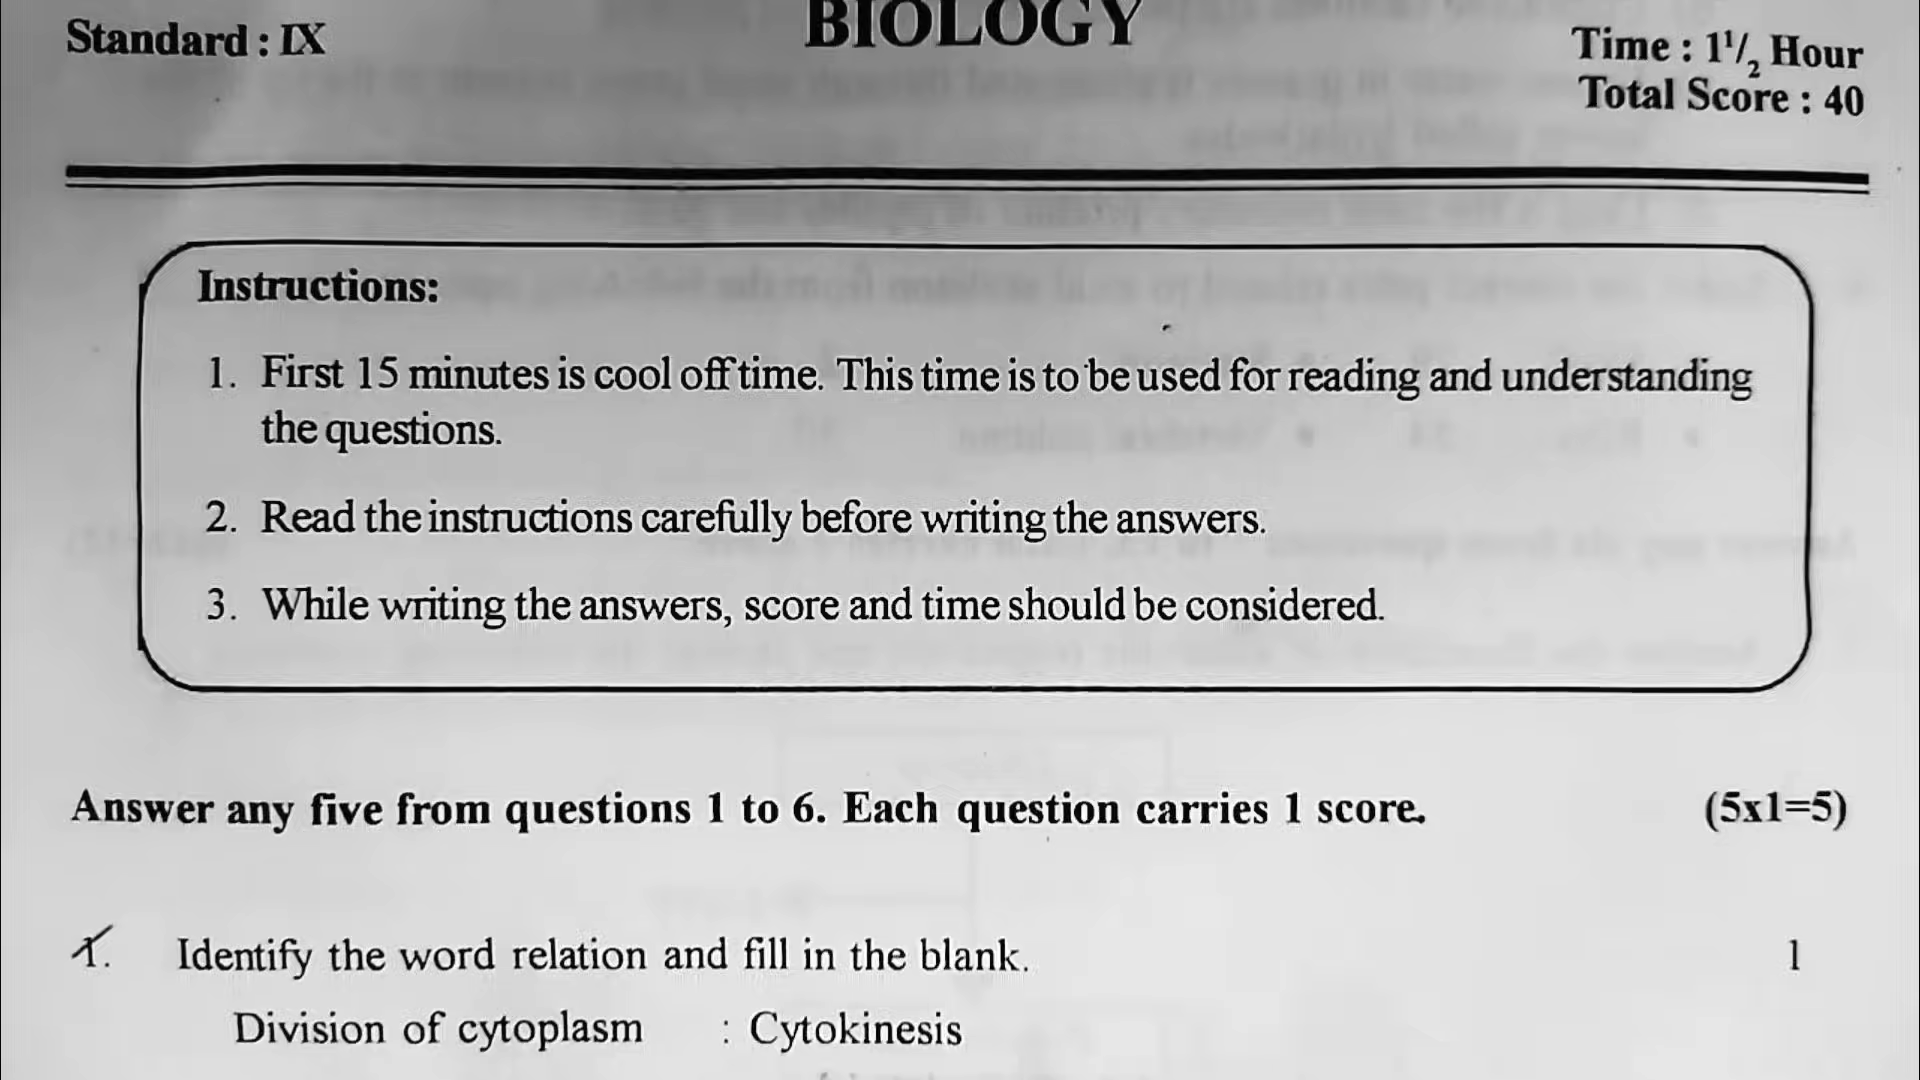 BIOLOGY
Standard : IX
Time : 1 1/2 Hour
Total Score : 40
Instructions:
1. First 15 minutes is cool off time. This time is to be used for reading and understanding
the questions.
2. Read the instructions carefully before writing the answers.
3. While writing the answers, score and time should be considered.
Answer any five from questions 1 to 6. Each question carries 1 score. (5x1=5)
1. Identify the word relation and fill in the blank. 1
Division of cytoplasm : Cytokinesis